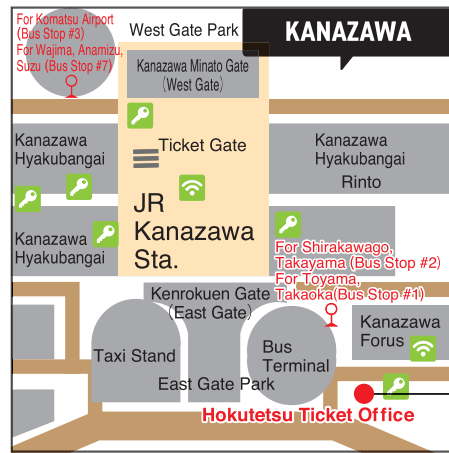 For Komatsu Airport
(Bus Stop #3)
For Wajima, Anamizu,
Suzu (Bus Stop #7)
West Gate Park
KANAZAWA
Kanazawa Minato Gate
(West Gate)
Ticket Gate
Kanazawa
Hyakubangai
Kanazawa
Hyakubangai
Rinto
JR
Kanazawa
Sta.
Kanazawa
Hyakubangai
For Shirakawago,
Takayama (Bus Stop #2)
For Toyama,
Takaoka(Bus Stop #1)
Kenrokuen Gate
(East Gate)
Kanazawa
Forus
Taxi Stand
Bus
Terminal
East Gate Park
Hokutetsu Ticket Office